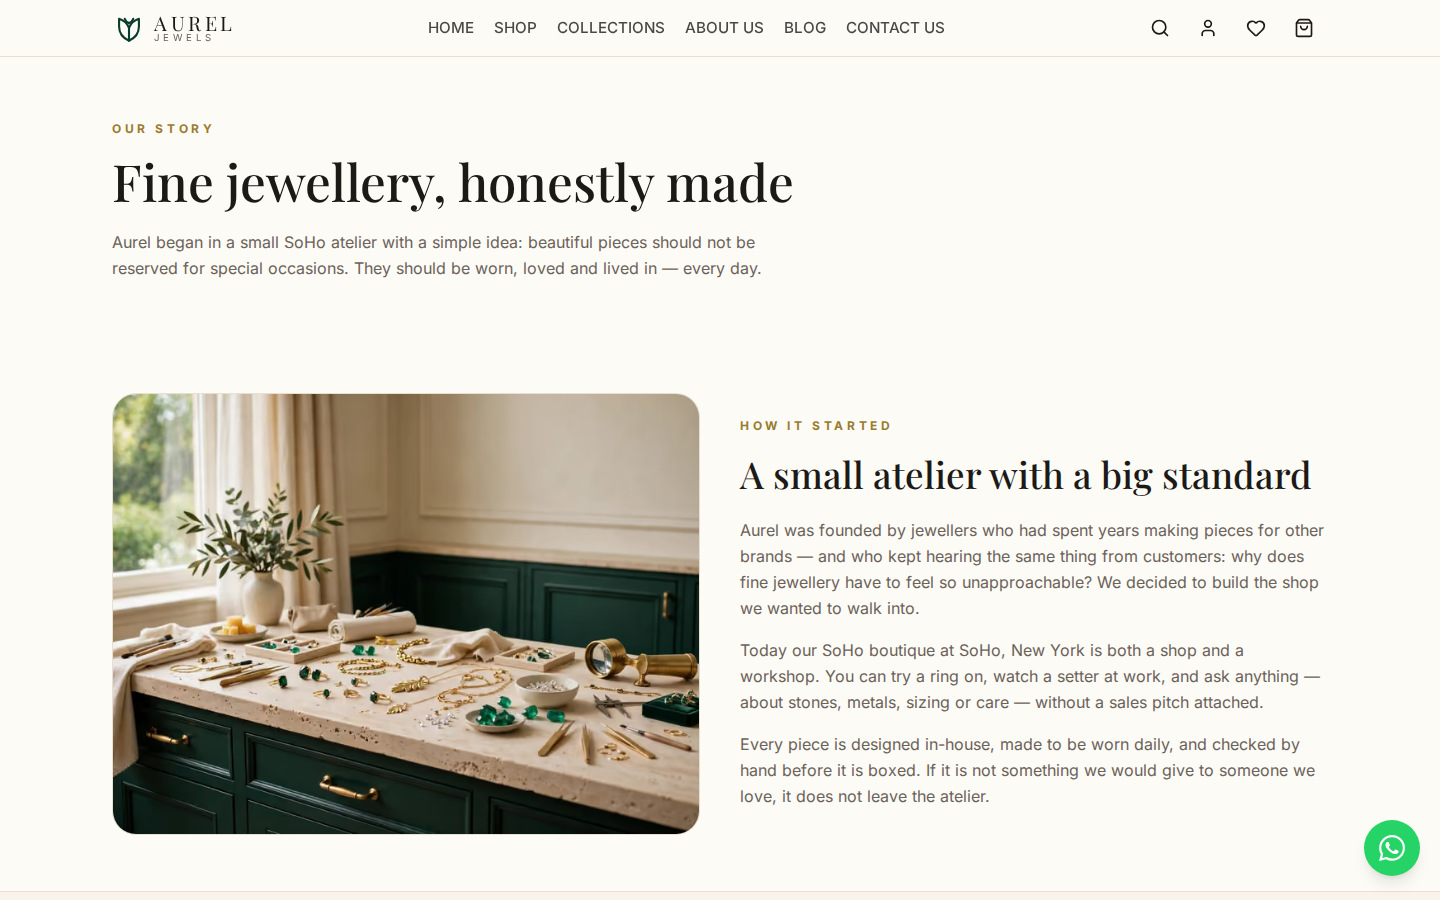 AUREL
JEWELS
HOME SHOP COLLECTIONS ABOUT US BLOG CONTACT US
OUR STORY
Fine jewellery, honestly made
Aurel began in a small SoHo atelier with a simple idea: beautiful pieces should not be
reserved for special occasions. They should be worn, loved and lived in — every day.
HOW IT STARTED
A small atelier with a big standard
Aurel was founded by jewellers who had spent years making pieces for other
brands — and who kept hearing the same thing from customers: why does
fine jewellery have to feel so unapproachable? We decided to build the shop
we wanted to walk into.
Today our SoHo boutique at SoHo, New York is both a shop and a
workshop. You can try a ring on, watch a setter at work, and ask anything —
about stones, metals, sizing or care — without a sales pitch attached.
Every piece is designed in-house, made to be worn daily, and checked by
hand before it is boxed. If it is not something we would give to someone we
love, it does not leave the atelier.